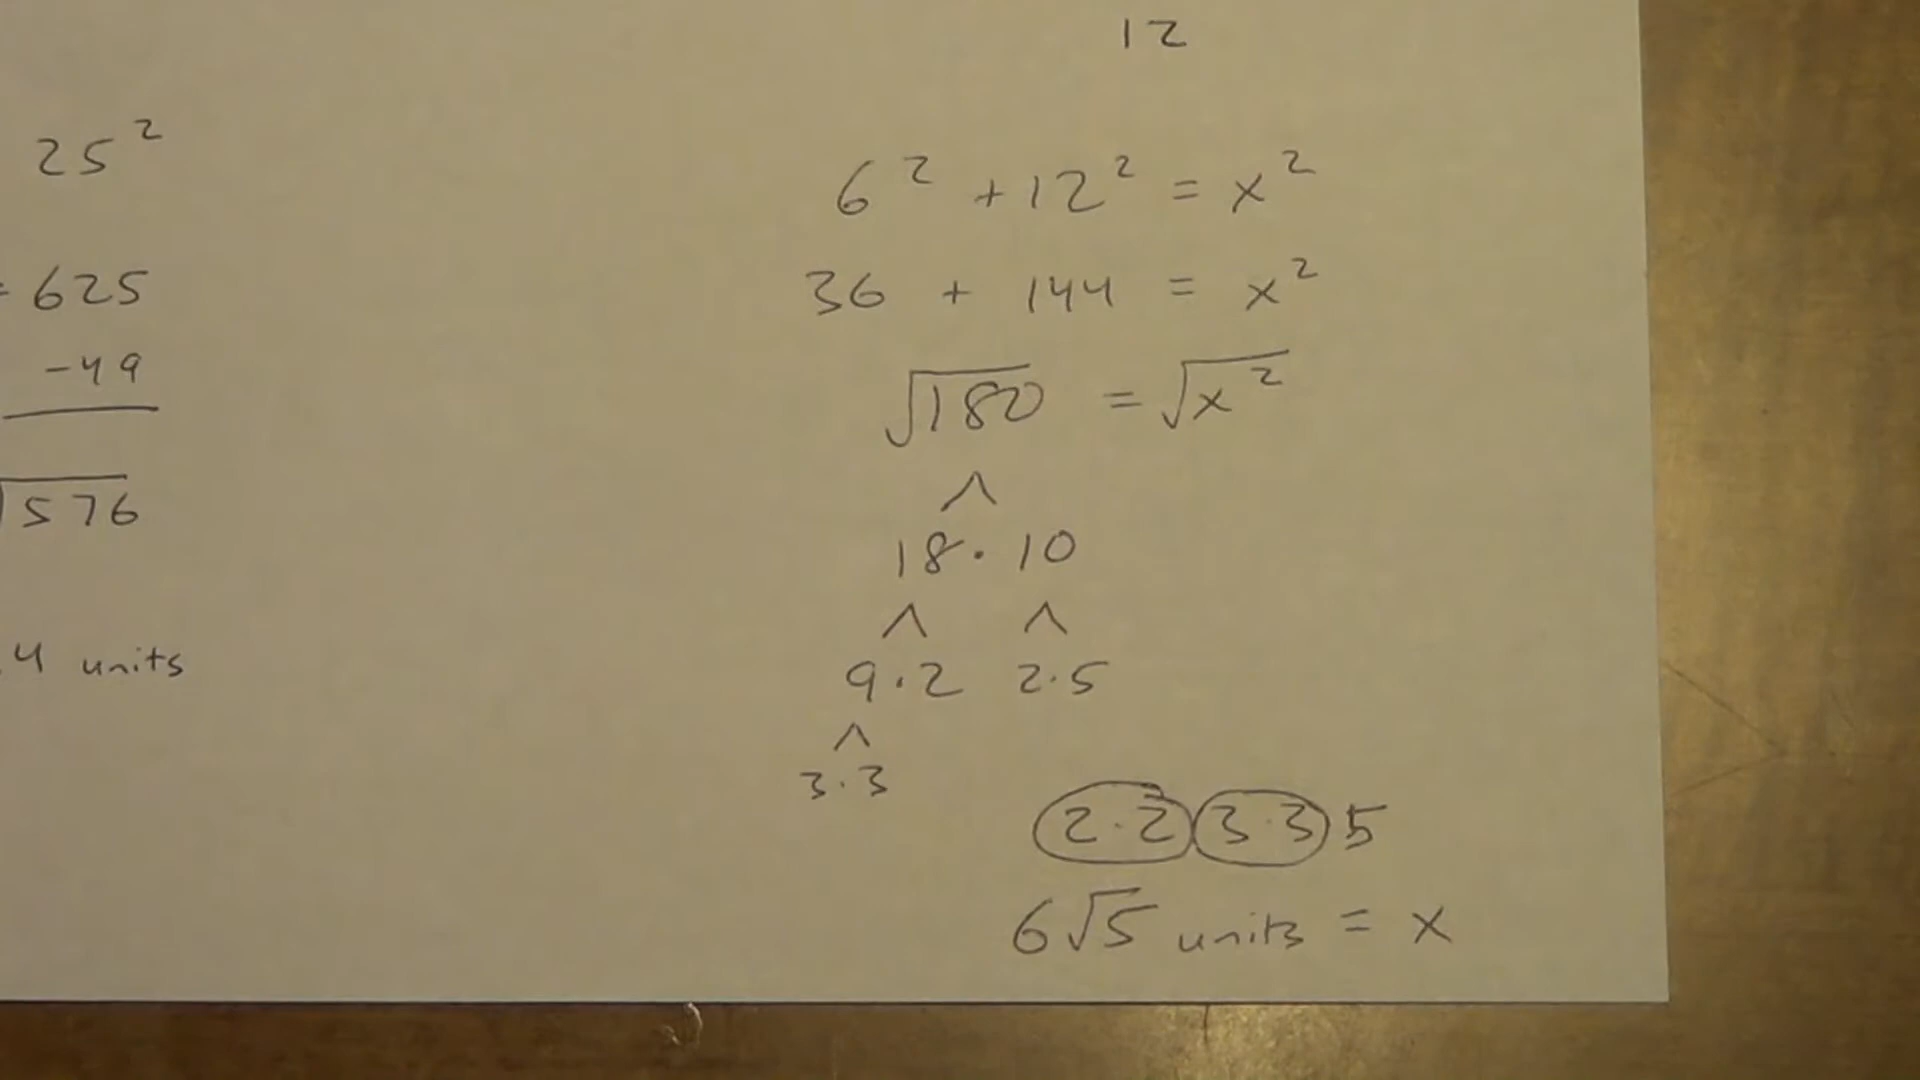 25²
= 625
-49
√576
4 units
12
6² + 12² = x²
36 + 144 = x²
√180 = √x²
18 · 10
9 · 2 2 · 5
3 · 3
2 · 2 3 · 3 5
6√5 units = x